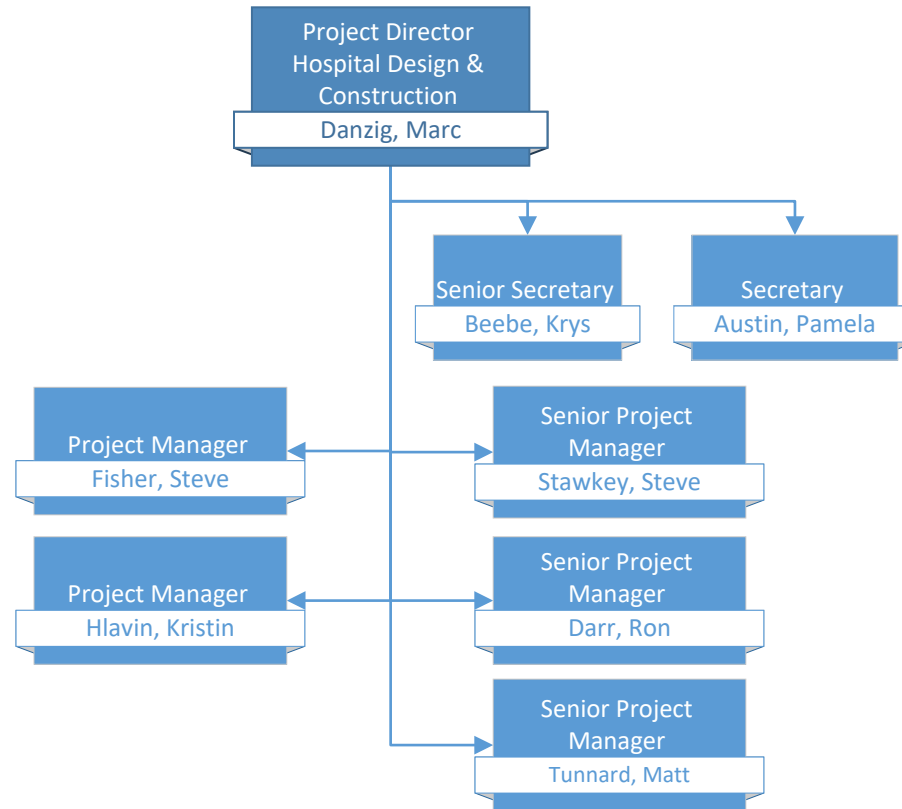 Project Director
Hospital Design &
Construction
Danzig, Marc
Senior Secretary
Beebe, Krys
Secretary
Austin, Pamela
Project Manager
Fisher, Steve
Senior Project
Manager
Stawkey, Steve
Project Manager
Hlavin, Kristin
Senior Project
Manager
Darr, Ron
Senior Project
Manager
Tunnard, Matt